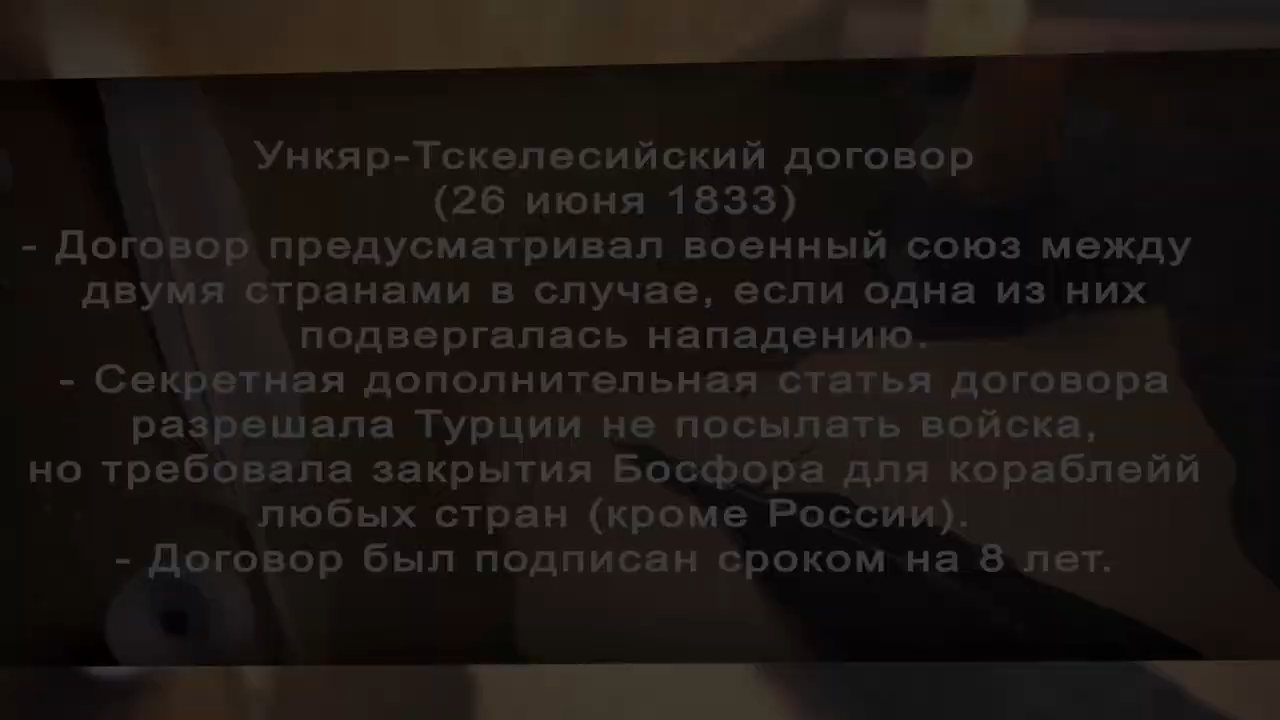 Ункяр-Тскелесийский договор
(26 июня 1833)
- Договор предусматривал военный союз между
двумя странами в случае, если одна из них
подвергалась нападению.
- Секретная дополнительная статья договора
разрешала Турции не посылать войска,
но требовала закрытия Босфора для кораблейй
любых стран (кроме России).
- Договор был подписан сроком на 8 лет.